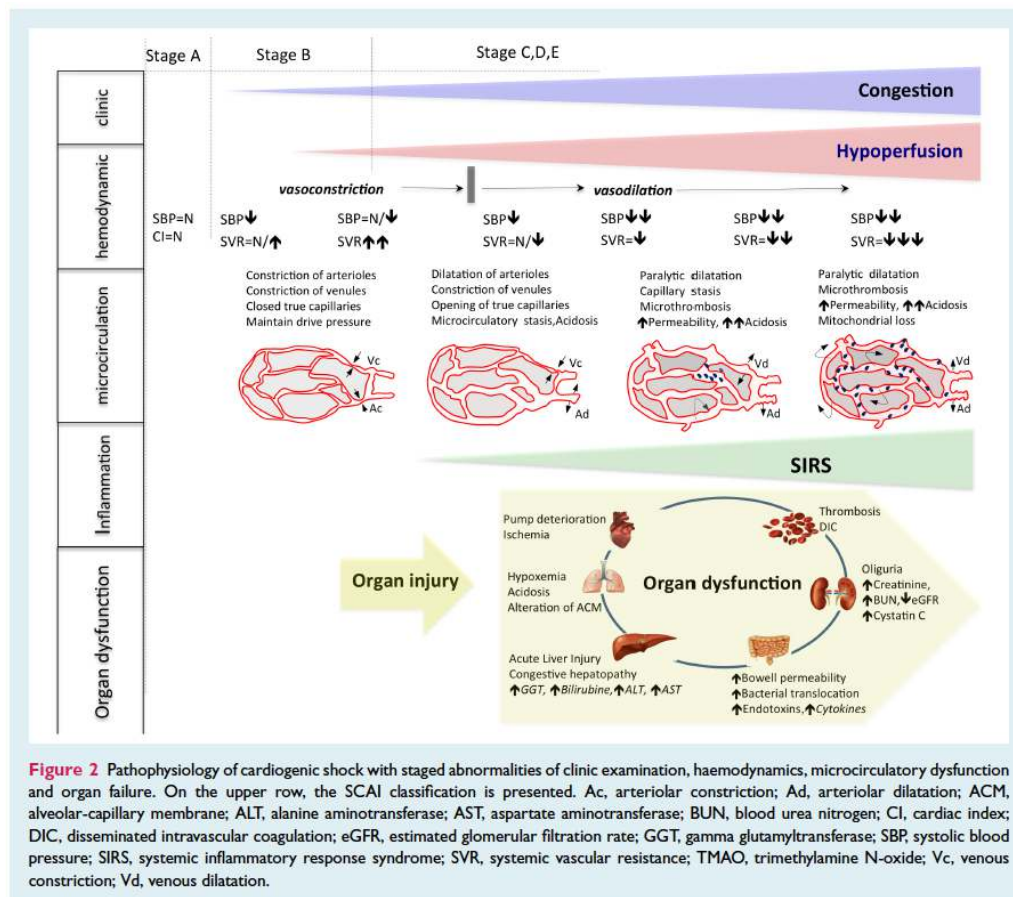 Stage A
Stage B
Stage C,D,E
clinic
Congestion
Hypoperfusion
hemodynamic
vasoconstriction
vasodilation
SBP=N
CI=N
SBP↓
SVR=N/↑
SBP=N/↓
SVR↑↑
SBP↓
SVR=N/↓
SBP↓↓
SVR=↓
SBP↓↓
SVR=↓↓
SBP↓↓
SVR=↓↓↓
microcirculation
Constriction of arterioles
Constriction of venules
Closed true capillaries
Maintain drive pressure
Dilatation of arterioles
Constriction of venules
Opening of true capillaries
Microcirculatory stasis,Acidosis
Paralytic dilatation
Capillary stasis
Microthrombosis
↑Permeability, ↑↑Acidosis
Paralytic dilatation
Microthrombosis
↑Permeability, ↑↑Acidosis
Mitochondrial loss
Vc
Ac
Vc
Ad
Vd
Ad
Vd
Ad
Inflammation
SIRS
Organ dysfunction
Organ injury
Organ dysfunction
Pump deterioration
Ischemia
Thrombosis
DIC
Hypoxemia
Acidosis
Alteration of ACM
Oliguria
↑Creatinine,
↑BUN,↓eGFR
↑Cystatin C
Acute Liver Injury
Congestive hepatopathy
↑GGT, ↑Bilirubine,↑ALT, ↑AST
↑Bowell permeability
↑Bacterial translocation
↑Endotoxins,↑Cytokines
Figure 2 Pathophysiology of cardiogenic shock with staged abnormalities of clinic examination, haemodynamics, microcirculatory dysfunction
and organ failure. On the upper row, the SCAI classification is presented. Ac, arteriolar constriction; Ad, arteriolar dilatation; ACM,
alveolar-capillary membrane; ALT, alanine aminotransferase; AST, aspartate aminotransferase; BUN, blood urea nitrogen; CI, cardiac index;
DIC, disseminated intravascular coagulation; eGFR, estimated glomerular filtration rate; GGT, gamma glutamyltransferase; SBP, systolic blood
pressure; SIRS, systemic inflammatory response syndrome; SVR, systemic vascular resistance; TMAO, trimethylamine N-oxide; Vc, venous
constriction; Vd, venous dilatation.